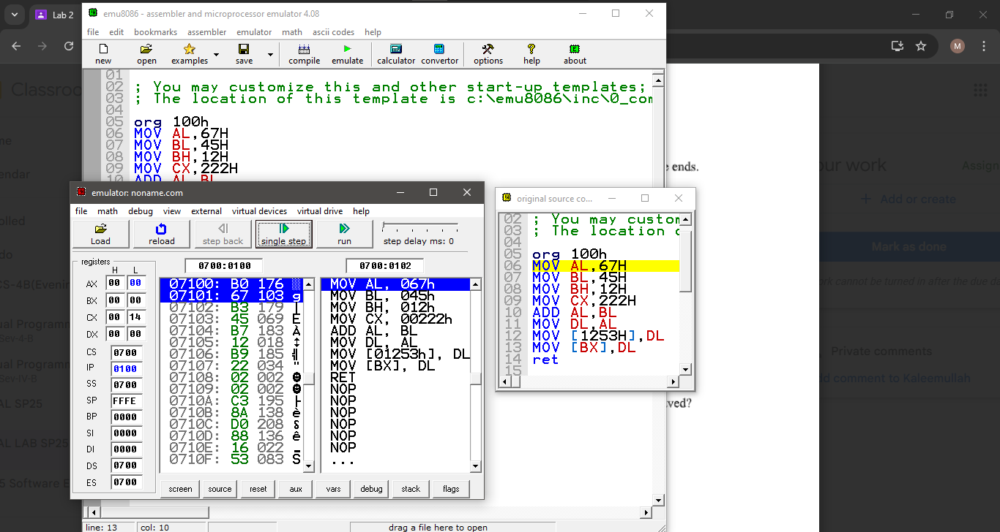 Lab 2
emu8086 - assembler and microprocessor emulator 4.08
file edit bookmarks assembler emulator math ascii codes help
new open examples save compile emulate calculator convertor options help about
M
Classroo
01
02 ; You may customize this and other start-up templates;
03 ; The location of this template is c:\emu8086\inc\0_com
04
05 org 100h
06 MOV AL,67H
07 MOV BL,45H
08 MOV BH,12H
09 MOV CX,222H
10 ADD AL,BL
line: 13 col: 10 drag a file here to open
emulator: noname.com
file math debug view external virtual devices virtual drive help
Load reload step back single step run step delay ms: 0
registers
H L
AX 00 00
BX 00 00
CX 00 14
DX 00 00
CS 0700
IP 0100
SS 0700
SP FFFE
BP 0000
SI 0000
DI 0000
DS 0700
ES 0700
0700:0100
07100: B0 176 ░
07101: 67 103 g
07102: B3 179 │
07103: 45 069 E
07104: B7 183 À
07105: 12 018 ↕
07106: B9 185 ╣
07107: 22 034 "
07108: 02 002 ☻
07109: 02 002 ☻
0710A: C3 195 ├
0710B: 8A 138 è
0710C: D0 208 ð
0710D: 88 136 ê
0710E: 16 022 ▬
0710F: 53 083 S
0700:0102
MOV AL, 067h
MOV BL, 045h
MOV BH, 012h
MOV CX, 00222h
ADD AL, BL
MOV DL, AL
MOV [01253h], DL
MOV [BX], DL
RET
NOP
NOP
NOP
NOP
NOP
NOP
...
screen source reset aux vars debug stack flags
original source co...
02 ; You may custom
03 ; The location o
04
05 org 100h
06 MOV AL,67H
07 MOV BL,45H
08 MOV BH,12H
09 MOV CX,222H
10 ADD AL,BL
11 MOV DL,AL
12 MOV [1253H],DL
13 MOV [BX],DL
14 ret
15
e ends.
ved?
our work
Assign
+ Add or create
Mark as done
rk cannot be turned in after the due da
Private comments
dd comment to Kaleemullah
me
endar
olled
do
CS-4B(Evenin
ual Programm
Sev-4-B
ual Programm
Sev-IV-B
AL SP25
AL LAB SP25
5 Software E